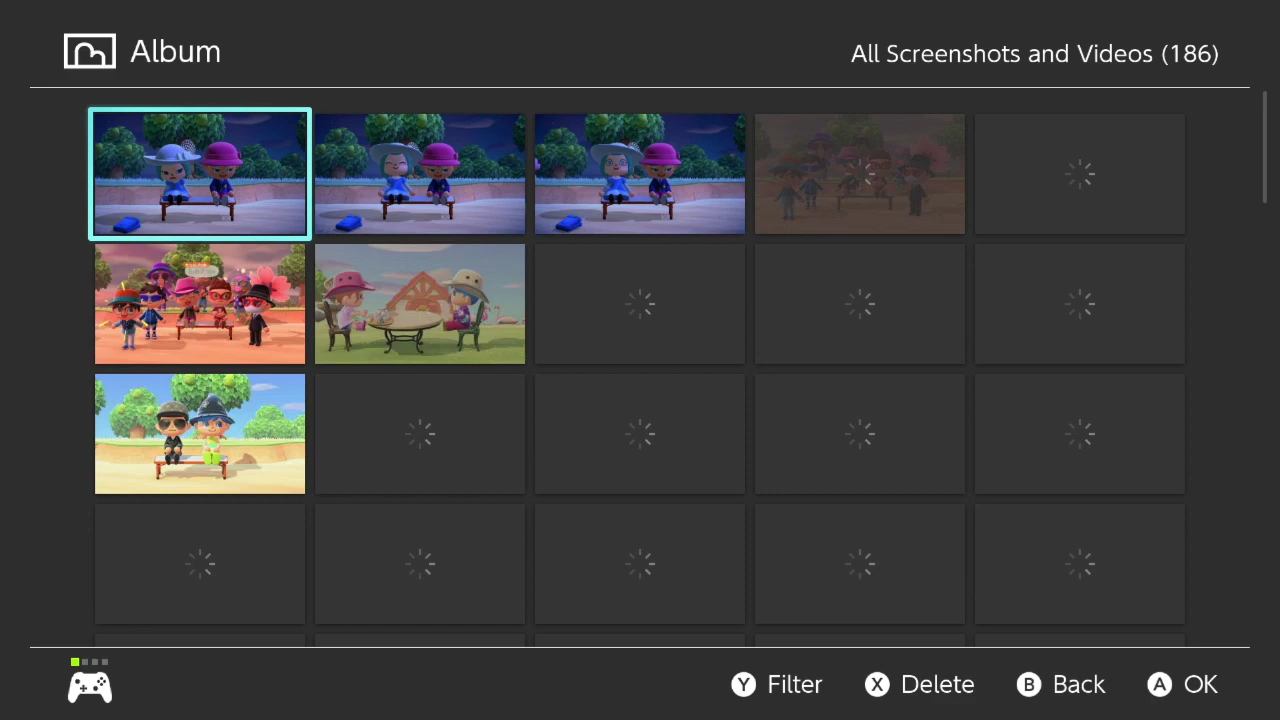 Album
All Screenshots and Videos (186)
Y Filter
X Delete
B Back
A OK